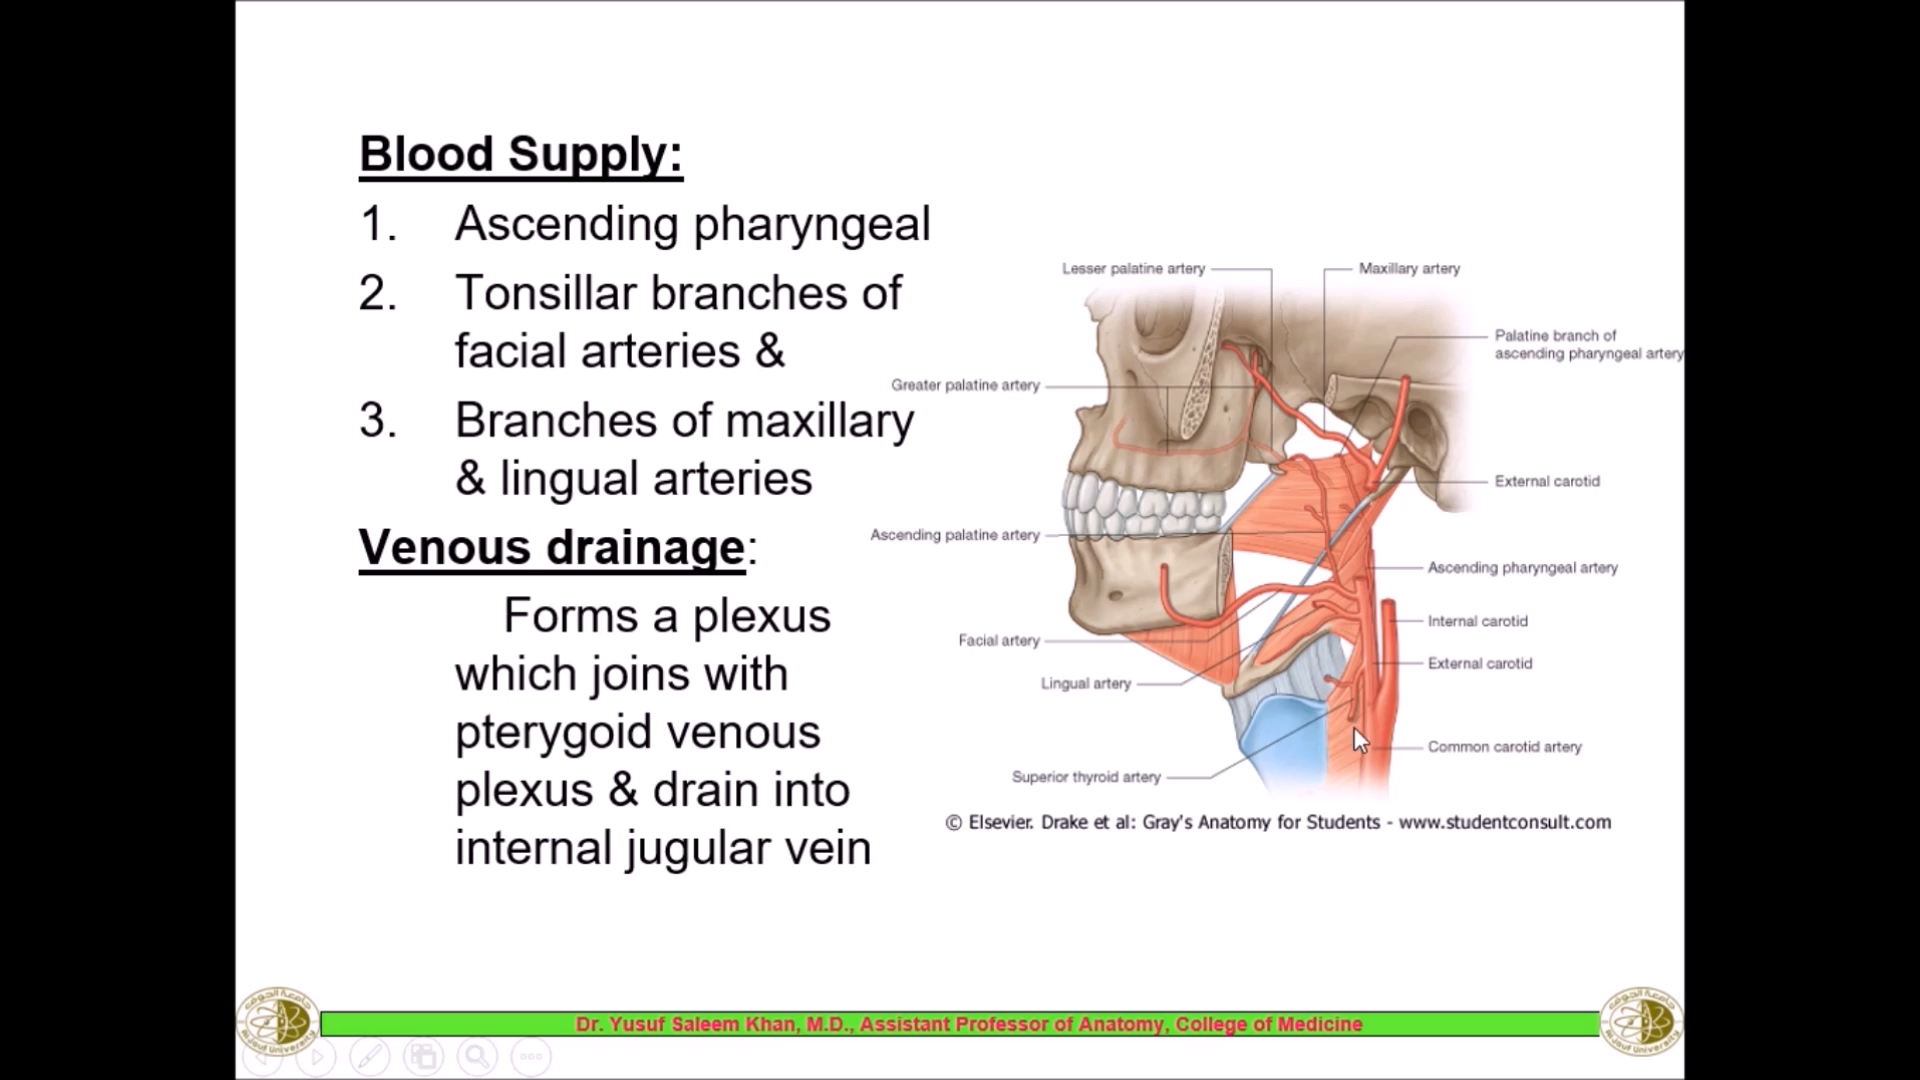 Blood Supply:
1. Ascending pharyngeal
2. Tonsillar branches of
facial arteries &
3. Branches of maxillary
& lingual arteries
Venous drainage:
Forms a plexus
which joins with
pterygoid venous
plexus & drain into
internal jugular vein
Lesser palatine artery
Maxillary artery
Palatine branch of
ascending pharyngeal artery
Greater palatine artery
External carotid
Ascending palatine artery
Ascending pharyngeal artery
Internal carotid
Facial artery
External carotid
Lingual artery
Common carotid artery
Superior thyroid artery
© Elsevier. Drake et al: Gray's Anatomy for Students - www.studentconsult.com
Dr. Yusuf Saleem Khan, M.D., Assistant Professor of Anatomy, College of Medicine